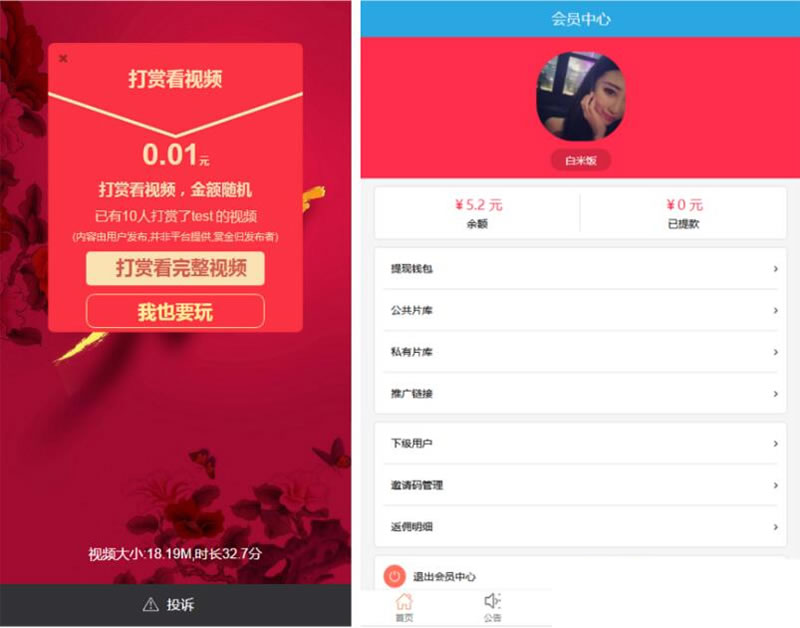 打赏看视频
0.01元
打赏看视频，金额随机
已有10人打赏了test 的视频
(内容由用户发布,并非平台提供,赏金归发布者)
打赏看完整视频
我也要玩
视频大小:18.19M,时长32.7分
投诉
会员中心
白米饭
¥5.2 元
余额
¥0 元
已提款
提现钱包
公共片库
私有片库
推广链接
下级用户
邀请码管理
返佣明细
退出会员中心
首页
公告